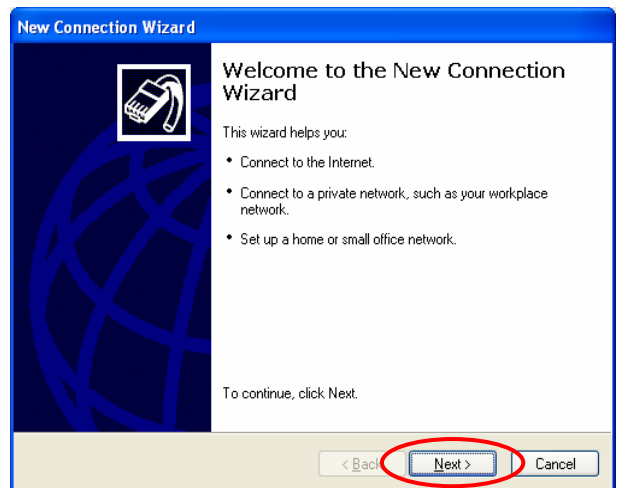 New Connection Wizard
Welcome to the New Connection
Wizard
This wizard helps you:
• Connect to the Internet.
• Connect to a private network, such as your workplace
network.
• Set up a home or small office network.
To continue, click Next.
< Back Next > Cancel